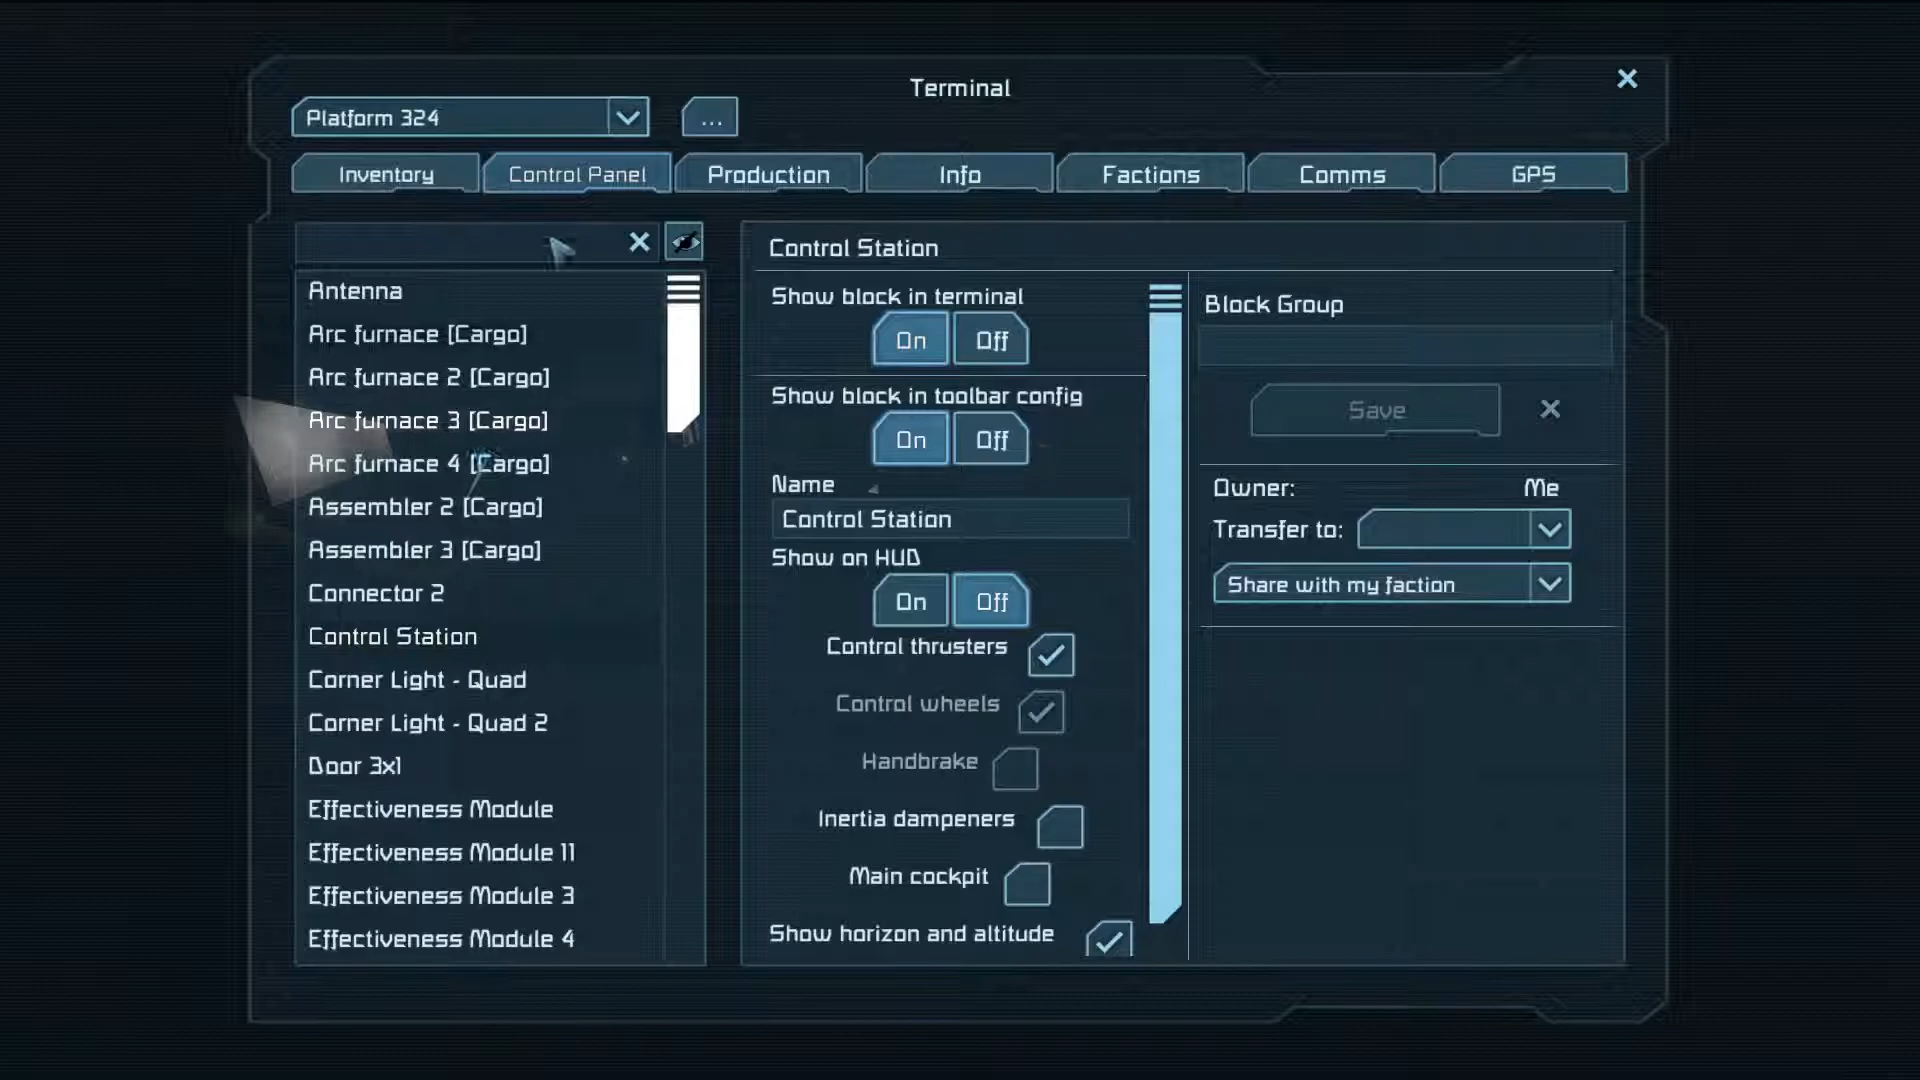 Terminal
Platform 324
...
Inventory
Control Panel
Production
Info
Factions
Comms
GPS
Antenna
Arc furnace [Cargo]
Arc furnace 2 [Cargo]
Arc furnace 3 [Cargo]
Arc furnace 4 [Cargo]
Assembler 2 [Cargo]
Assembler 3 [Cargo]
Connector 2
Control Station
Corner Light - Quad
Corner Light - Quad 2
Door 3x1
Effectiveness Module
Effectiveness Module 11
Effectiveness Module 3
Effectiveness Module 4
Control Station
Show block in terminal
On Off
Show block in toolbar config
On Off
Name
Control Station
Show on HUD
On Off
Control thrusters
Control wheels
Handbrake
Inertia dampeners
Main cockpit
Show horizon and altitude
Block Group
Save
Owner: Me
Transfer to:
Share with my faction